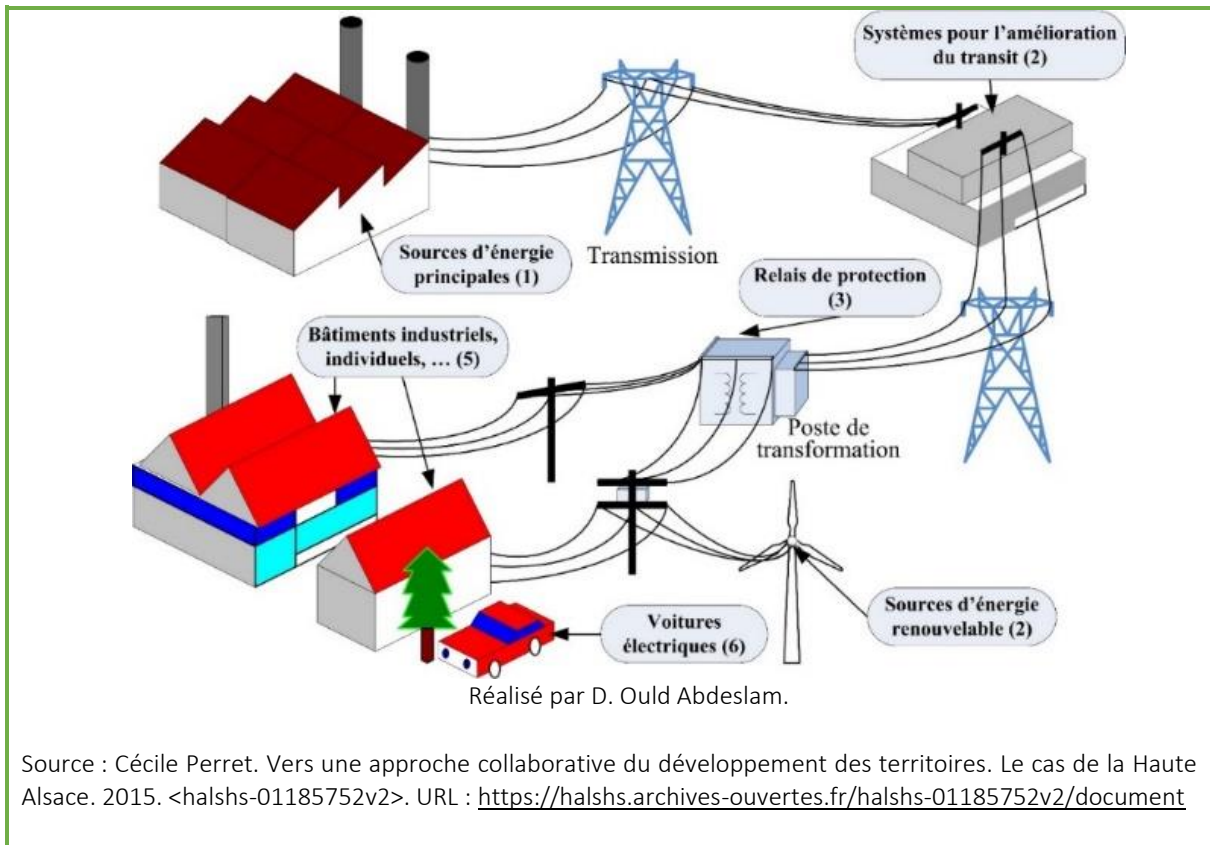 Systèmes pour l’amélioration
du transit (2)
Sources d’énergie
principales (1)
Transmission
Relais de protection
(3)
Bâtiments industriels,
individuels, … (5)
Poste de
transformation
Sources d’énergie
renouvelable (2)
Voitures
électriques (6)
Réalisé par D. Ould Abdeslam.
Source : Cécile Perret. Vers une approche collaborative du développement des territoires. Le cas de la Haute
Alsace. 2015. <halshs-01185752v2>. URL : https://halshs.archives-ouvertes.fr/halshs-01185752v2/document